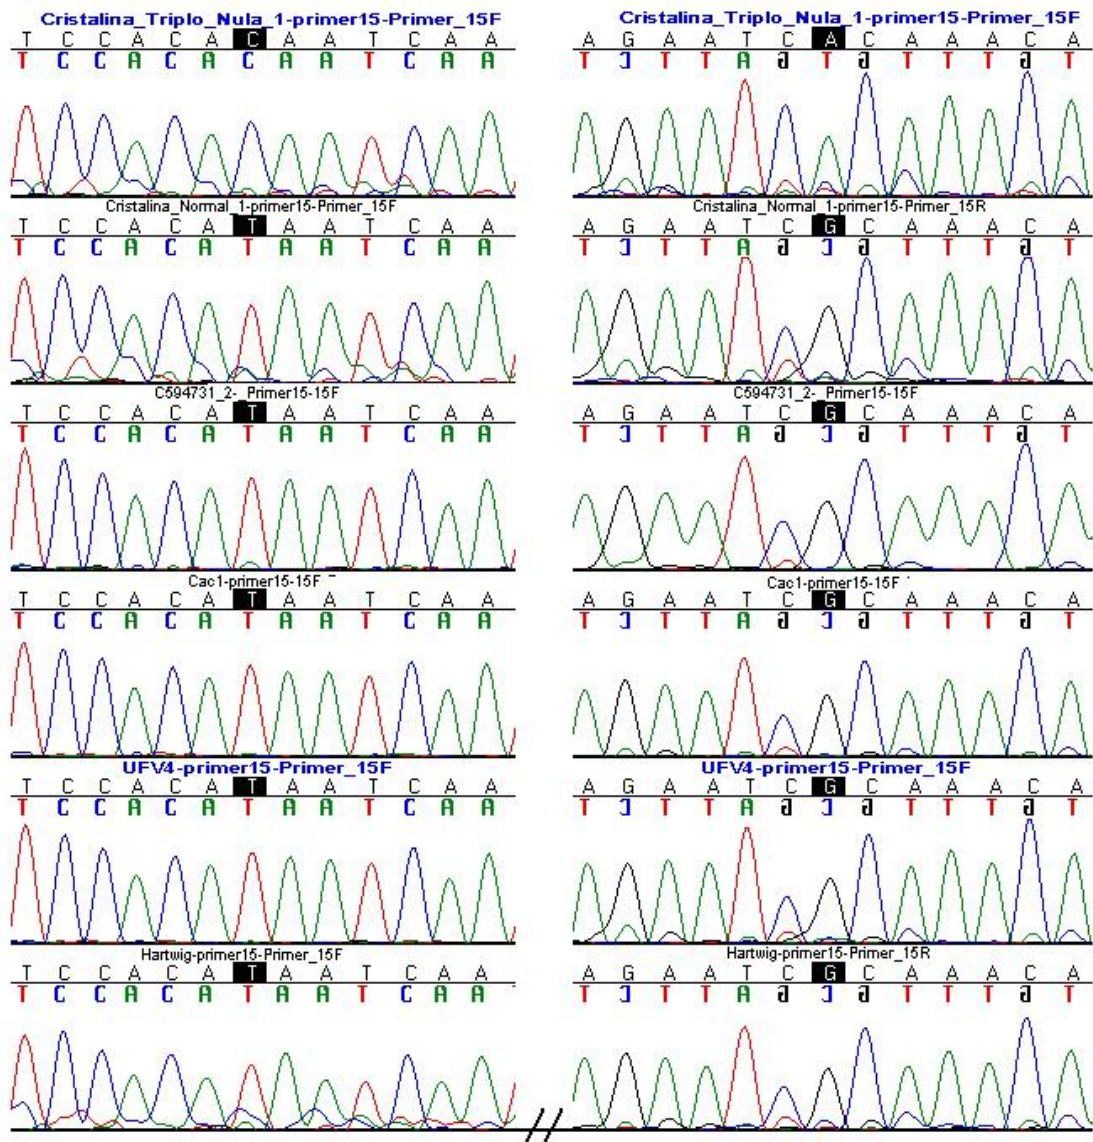 Cristalina_Triplo_Nula_1-primer15-Primer_15F
T C C A C A C A A T C A A
T C C A C A C A A T C A A
Cristalina_Triplo_Nula_1-primer15-Primer_15F
A G A A T C A C A A A C A
T C T T A G T G T T T G T
Cristalina_Normal_1-primer15-Primer_15F
T C C A C A T A A T C A A
T C C A C A T A A T C A A
Cristalina_Normal_1-primer15-Primer_15R
A G A A T C G C A A A C A
T C T T A G C G T T T G T
C594731_2-_Primer15-15F
T C C A C A T A A T C A A
T C C A C A T A A T C A A
C594731_2-_Primer15-15F
A G A A T C G C A A A C A
T C T T A G C G T T T G T
Cac1-primer15-15F
T C C A C A T A A T C A A
T C C A C A T A A T C A A
Cac1-primer15-15F
A G A A T C G C A A A C A
T C T T A G C G T T T G T
UFV4-primer15-Primer_15F
T C C A C A T A A T C A A
T C C A C A T A A T C A A
UFV4-primer15-Primer_15F
A G A A T C G C A A A C A
T C T T A G C G T T T G T
Hartwig-primer15-Primer_15F
T C C A C A T A A T C A A
T C C A C A T A A T C A A
Hartwig-primer15-Primer_15R
A G A A T C G C A A A C A
T C T T A G C G T T T G T
//